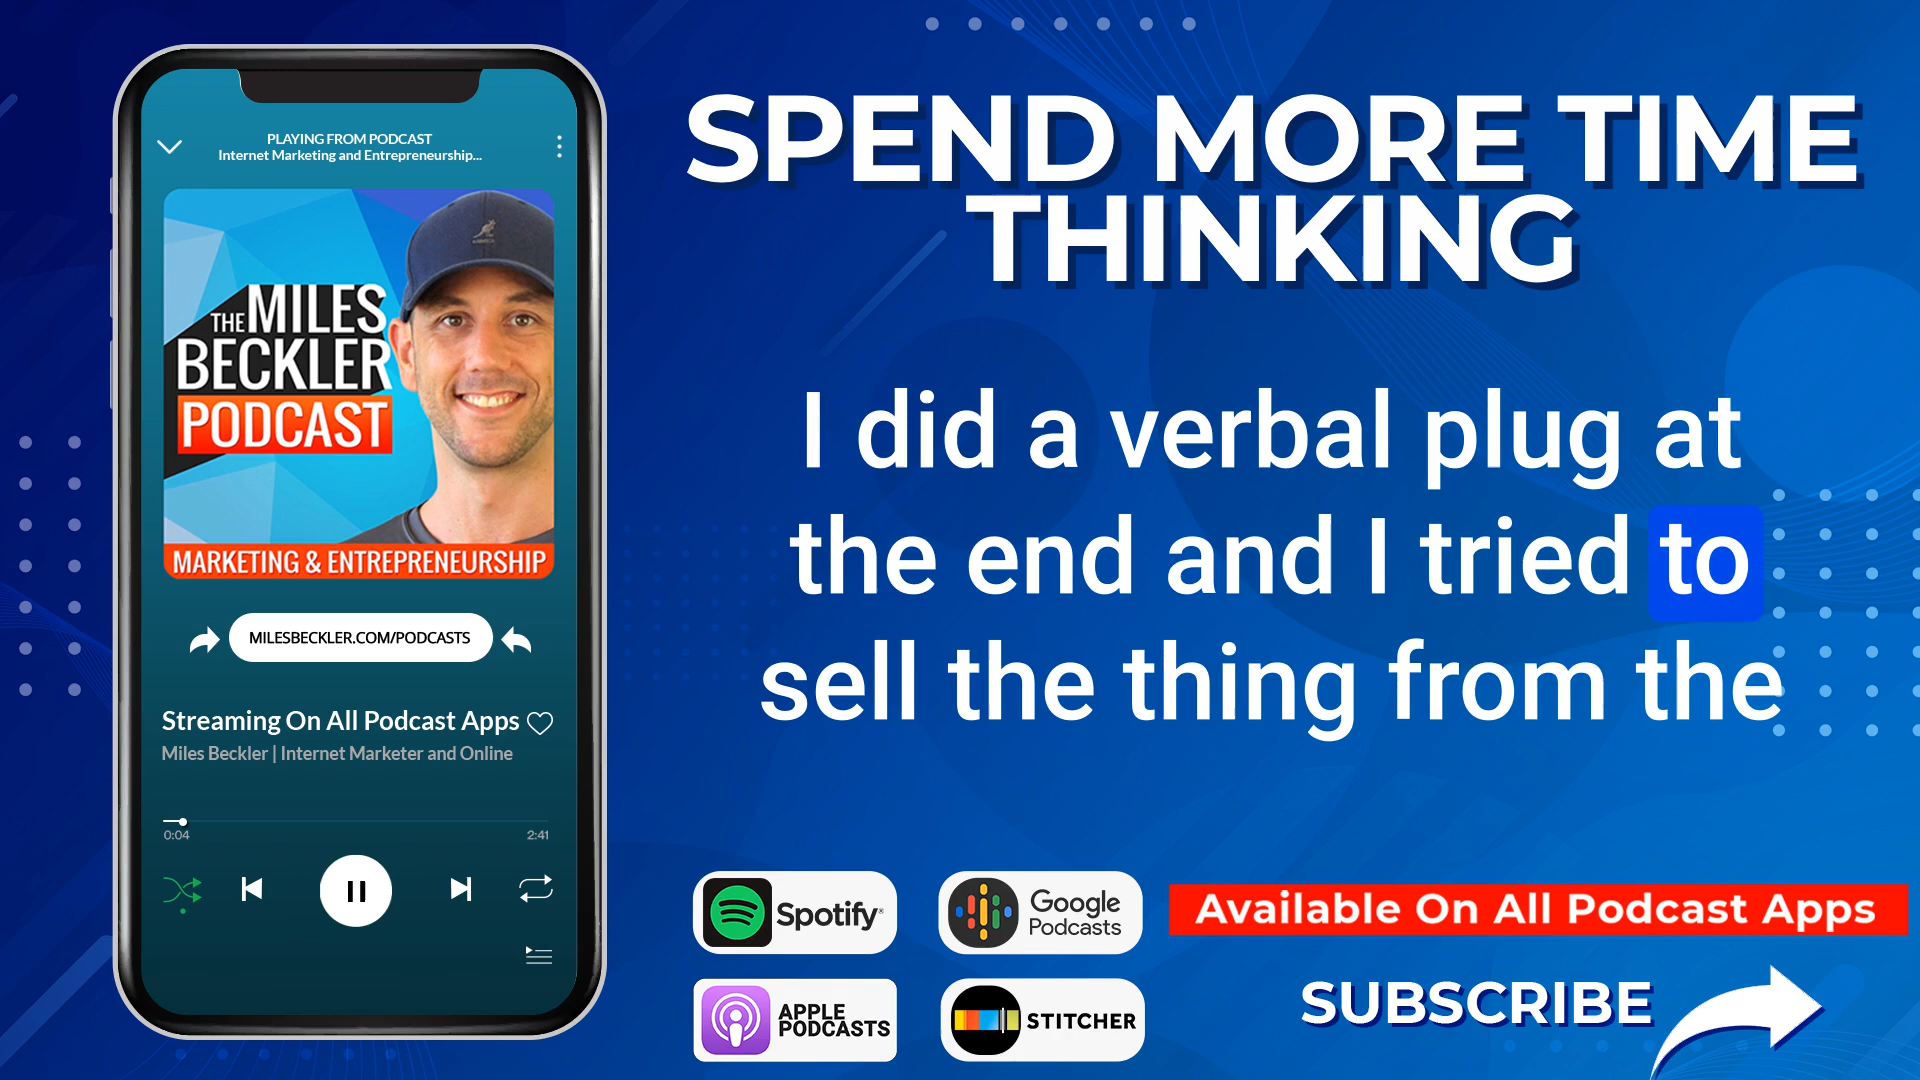 PLAYING FROM PODCAST
Internet Marketing and Entrepreneurship...
THE MILES
BECKLER
PODCAST
MARKETING & ENTREPRENEURSHIP
MILESBECKLER.COM/PODCASTS
Streaming On All Podcast Apps
Miles Beckler | Internet Marketer and Online
0:04
2:41
SPEND MORE TIME
THINKING
I did a verbal plug at
the end and I tried to
sell the thing from the
Spotify
Google
Podcasts
Available On All Podcast Apps
APPLE
PODCASTS
STITCHER
SUBSCRIBE